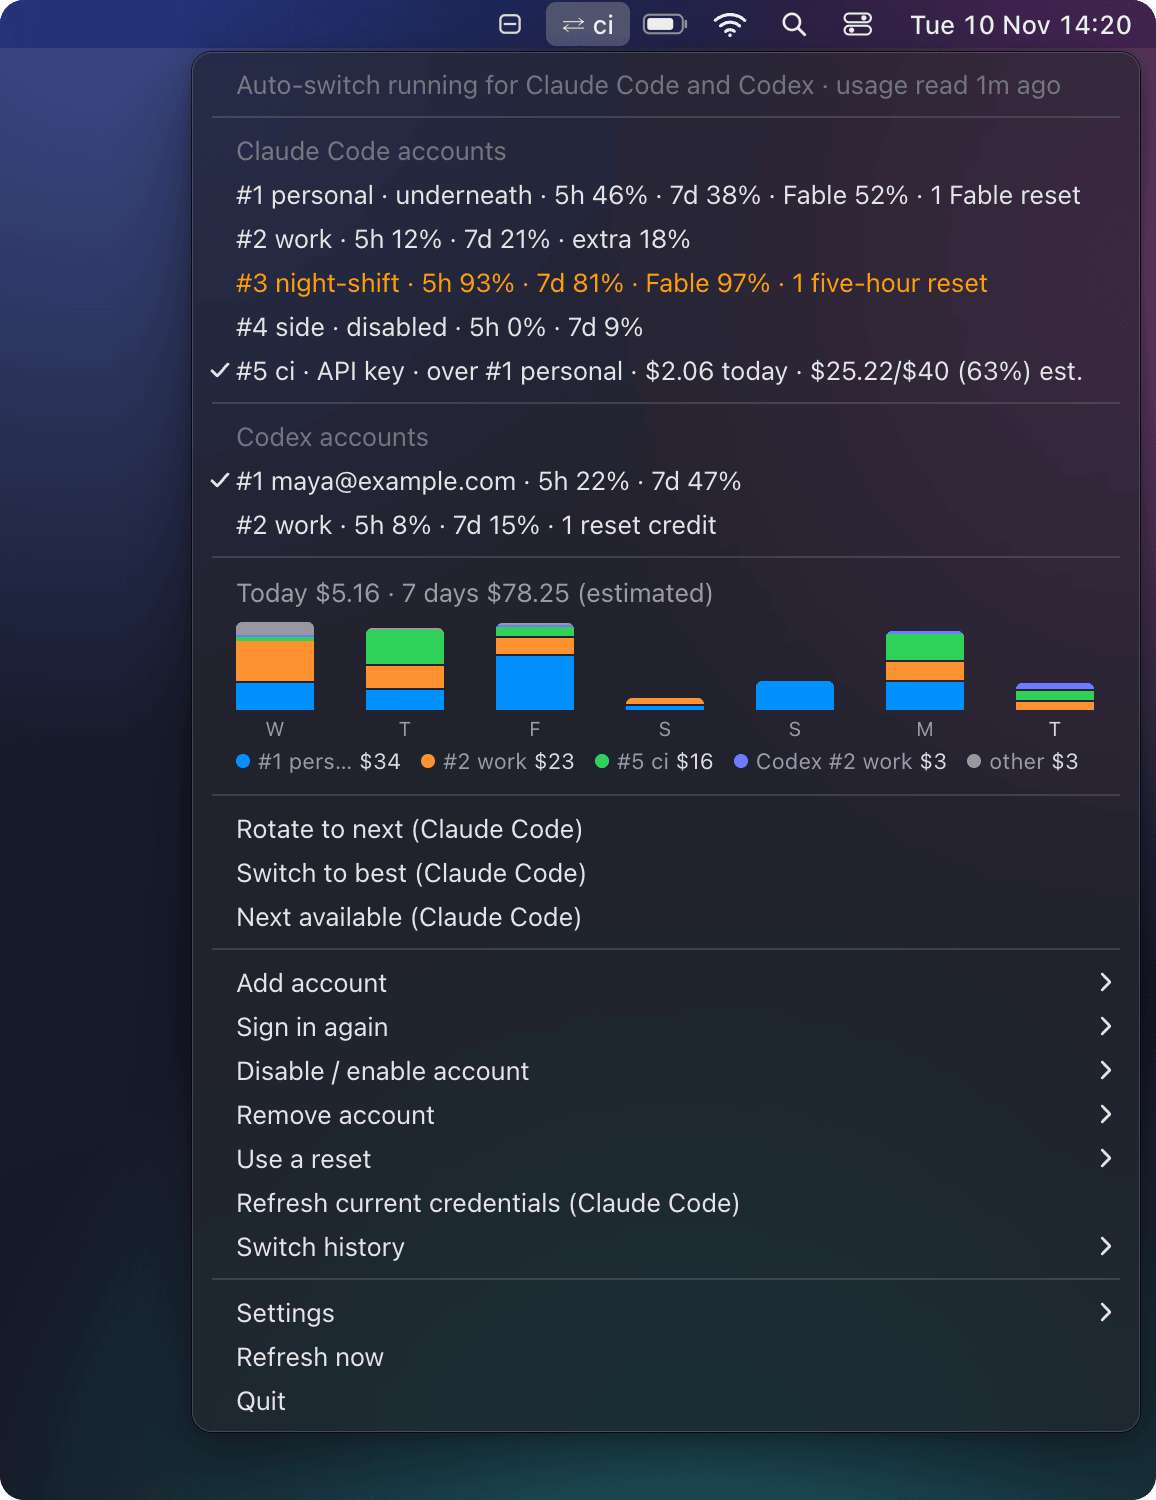 ci Tue 10 Nov 14:20
Auto-switch running for Claude Code and Codex · usage read 1m ago
Claude Code accounts
#1 personal · underneath · 5h 46% · 7d 38% · Fable 52% · 1 Fable reset
#2 work · 5h 12% · 7d 21% · extra 18%
#3 night-shift · 5h 93% · 7d 81% · Fable 97% · 1 five-hour reset
#4 side · disabled · 5h 0% · 7d 9%
✓ #5 ci · API key · over #1 personal · $2.06 today · $25.22/$40 (63%) est.
Codex accounts
✓ #1 maya@example.com · 5h 22% · 7d 47%
#2 work · 5h 8% · 7d 15% · 1 reset credit
Today $5.16 · 7 days $78.25 (estimated)
W T F S S M T
#1 pers... $34 #2 work $23 #5 ci $16 Codex #2 work $3 other $3
Rotate to next (Claude Code)
Switch to best (Claude Code)
Next available (Claude Code)
Add account
Sign in again
Disable / enable account
Remove account
Use a reset
Refresh current credentials (Claude Code)
Switch history
Settings
Refresh now
Quit